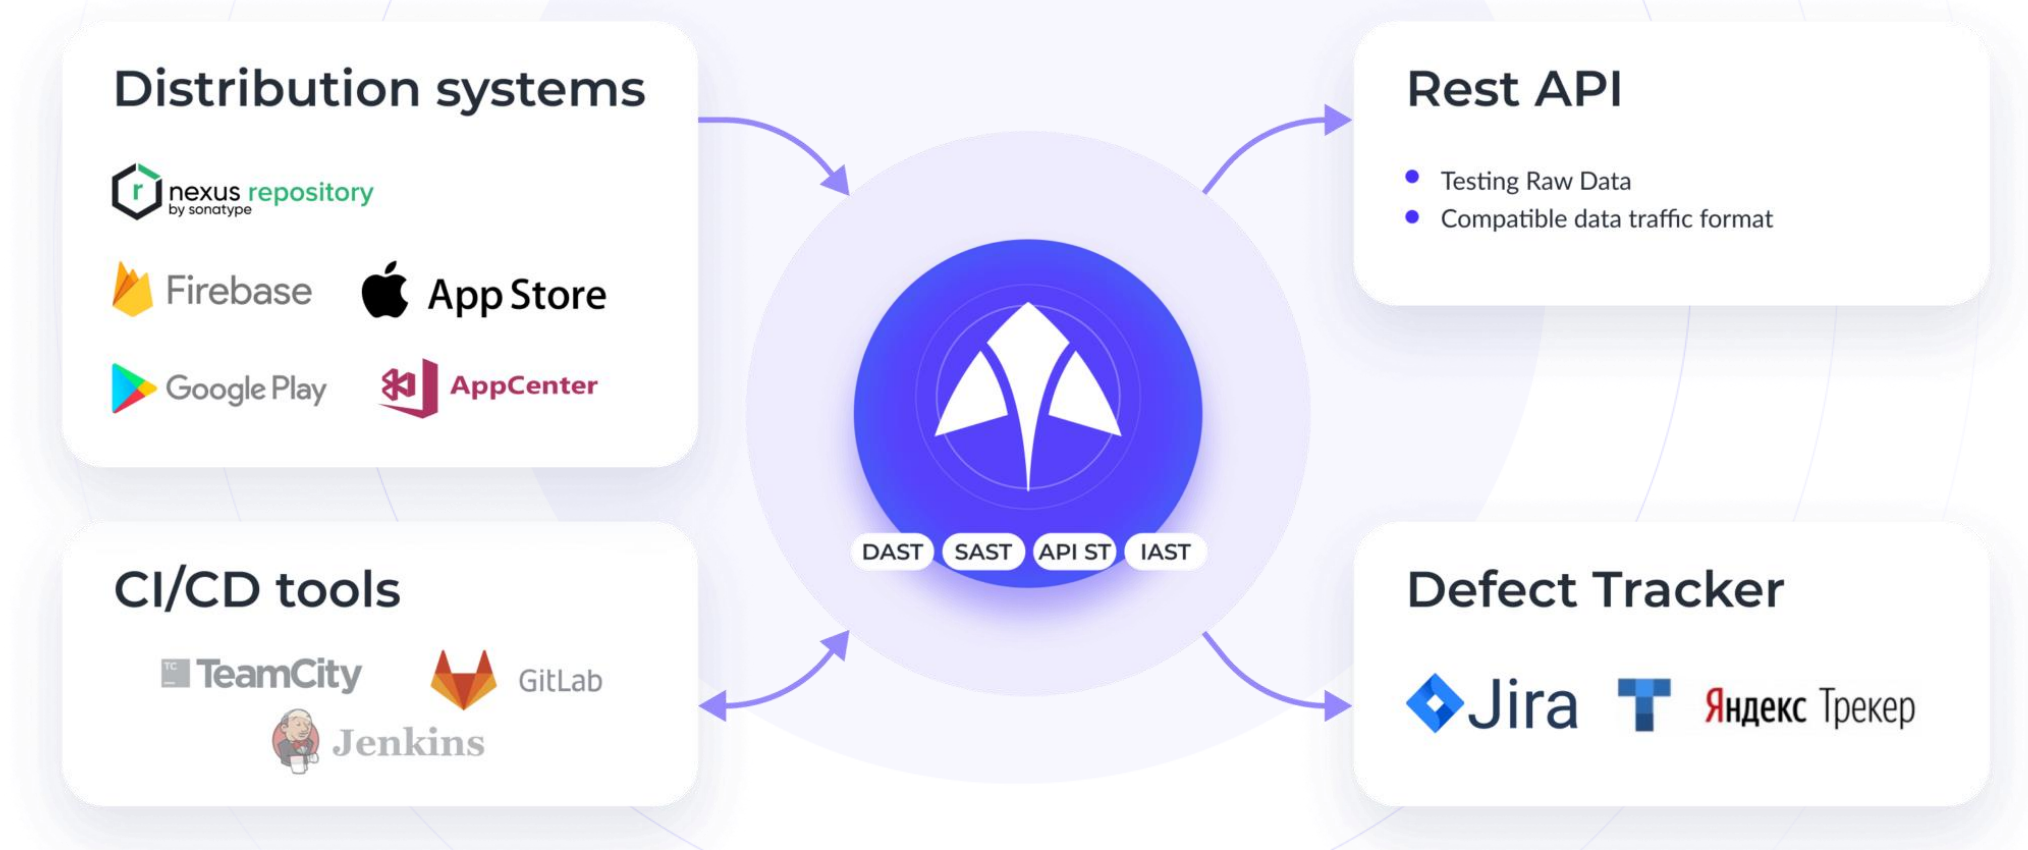 Distribution systems
r nexus repository
by sonatype
Firebase
App Store
Google Play
AppCenter
CI/CD tools
TC TeamCity
GitLab
Jenkins
DAST SAST API ST IAST
Rest API
Testing Raw Data
Compatible data traffic format
Defect Tracker
Jira
Яндекс Трекер